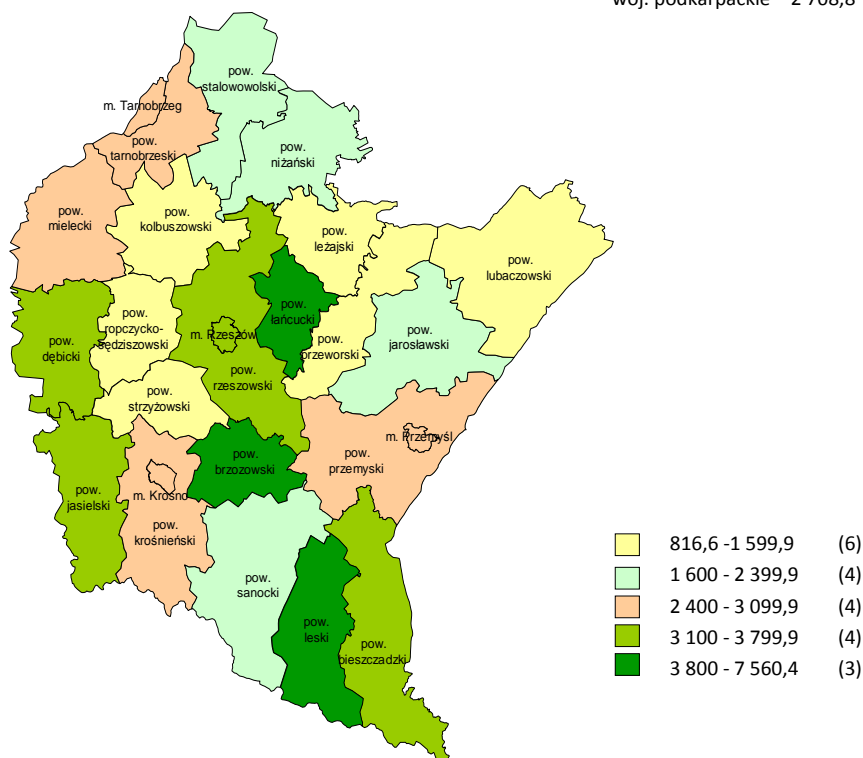 woj. podkarpackie – 2 708,8
pow.
stalowowolski
m. Tarnobrzeg
pow.
tarnobrzeski
pow.
niżański
pow.
mielecki
pow.
kolbuszowski
pow.
leżajski
pow.
lubaczowski
pow.
łańcucki
pow.
ropczycko-
sędziszowski
m. Rzeszów
pow.
przeworski
pow.
jarosławski
pow.
dębicki
pow.
rzeszowski
pow.
strzyżowski
m. Przemyśl
pow.
przemyski
pow.
brzozowski
pow.
jasielski
m. Krosno
pow.
krośnieński
pow.
sanocki
pow.
leski
pow.
bieszczadzki
816,6 -1 599,9 (6)
1 600 - 2 399,9 (4)
2 400 - 3 099,9 (4)
3 100 - 3 799,9 (4)
3 800 - 7 560,4 (3)